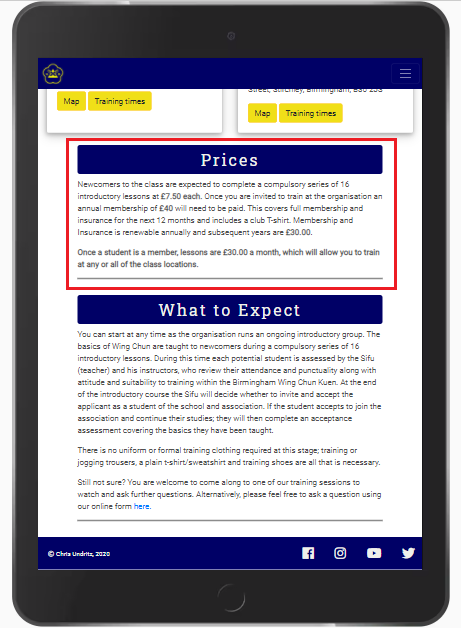 Street, Stirchley, Birmingham, B30 2JS
Map Training times
Map Training times
Prices
Newcomers to the class are expected to complete a compulsory series of 16
introductory lessons at £7.50 each. Once you are invited to train at the organisation an
annual membership of £40 will need to be paid. This covers full membership and
insurance for the next 12 months and includes a club T-shirt. Membership and
Insurance is renewable annually and subsequent years are £30.00.
Once a student is a member, lessons are £30.00 a month, which will allow you to train
at any or all of the class locations.
What to Expect
You can start at any time as the organisation runs an ongoing introductory group. The
basics of Wing Chun are taught to newcomers during a compulsory series of 16
introductory lessons. During this time each potential student is assessed by the Sifu
(teacher) and his instructors, who review their attendance and punctuality along with
attitude and suitability to training within the Birmingham Wing Chun Kuen. At the end
of the introductory course the Sifu will decide whether to invite and accept the
applicant as a student of the school and association. If the student accepts to join the
association and continue their studies; they will then complete an acceptance
assessment covering the basics they have been taught.
There is no uniform or formal training clothing required at this stage; training or
jogging trousers, a plain t-shirt/sweatshirt and training shoes are all that is necessary.
Still not sure? You are welcome to come along to one of our training sessions to
watch and ask further questions. Alternatively, please feel free to ask a question using
our online form here.
© Chris Undritz, 2020